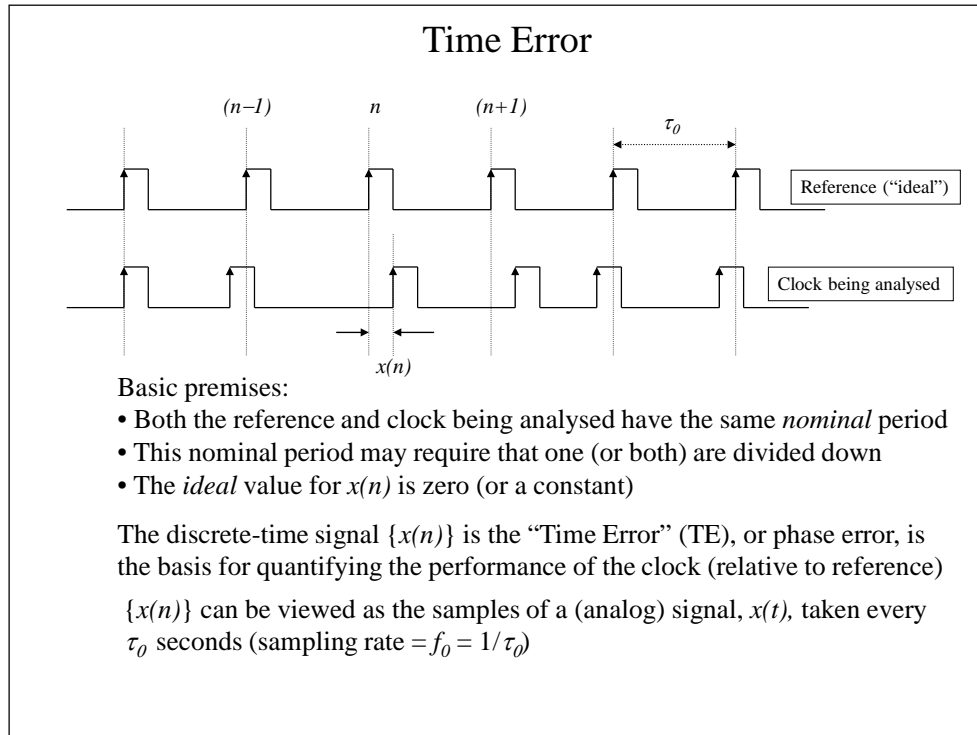 Time Error
(n−1) n (n+1)
τ0
Reference (“ideal”)
Clock being analysed
x(n)
Basic premises:
• Both the reference and clock being analysed have the same nominal period
• This nominal period may require that one (or both) are divided down
• The ideal value for x(n) is zero (or a constant)
The discrete-time signal {x(n)} is the “Time Error” (TE), or phase error, is
the basis for quantifying the performance of the clock (relative to reference)
{x(n)} can be viewed as the samples of a (analog) signal, x(t), taken every
τ0 seconds (sampling rate = f0 = 1/τ0)